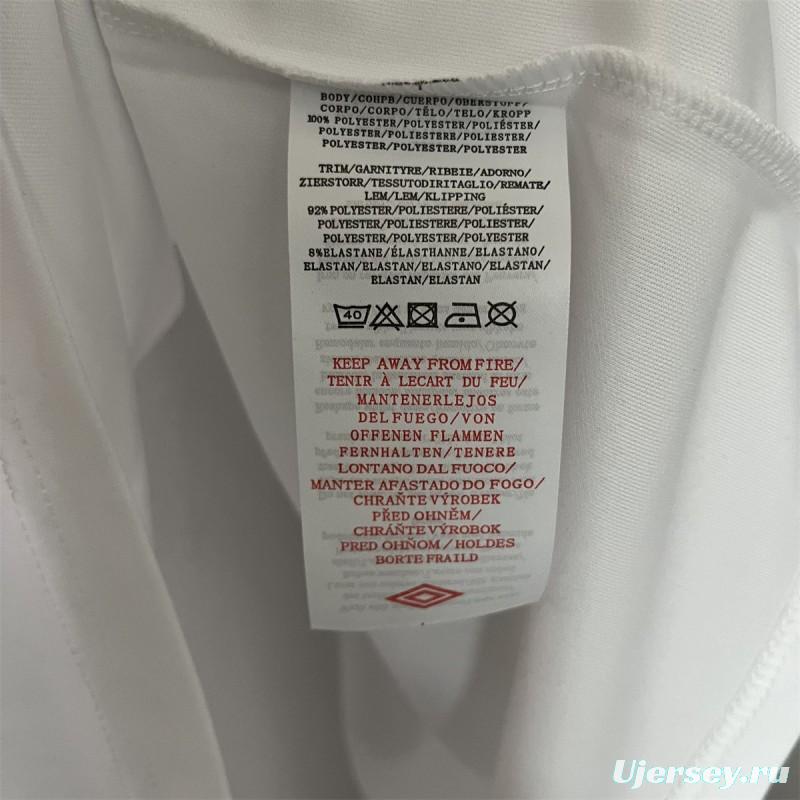 BODY/COHPB/CUERPO/OBERSTOFF/
CORPO/CORPO/TĚLO/TELO/KROPP
100% POLYESTER/POLYESTER/POLIÉSTER/
POLYESTER/POLIESTERE/POLIÉSTER/
POLYESTER/POLYESTER/POLYESTER
TRIM/GARNITYRE/RIBEIE/ADORNO/
ZIERSTORR/TESSUTODIRITAGLIO/REMATE/
LEM/LEM/KLIPPING
92% POLYESTER/POLIESTERE/POLIÉSTER/
POLYESTER/POLIESTERE/POLIÉSTER/
POLYESTER/POLYESTER/POLYESTER
8%ELASTANE/ÉLASTHANNE/ELASTANO/
ELASTAN/ELASTAN/ELASTANO/ELASTAN/
ELASTAN/ELASTAN
40
KEEP AWAY FROM FIRE/
TENIR À LECART DU FEU/
MANTENERLEJOS
DEL FUEGO/VON
OFFENEN FLAMMEN
FERNHALTEN/TENERE
LONTANO DAL FUOCO/
MANTER AFASTADO DO FOGO/
CHRAŇTE VÝROBEK
PŘED OHNĚM/
CHRÁŇTE VÝROBOK
PRED OHŇOM/HOLDES
BORTE FRAILD
Ujersey.ru